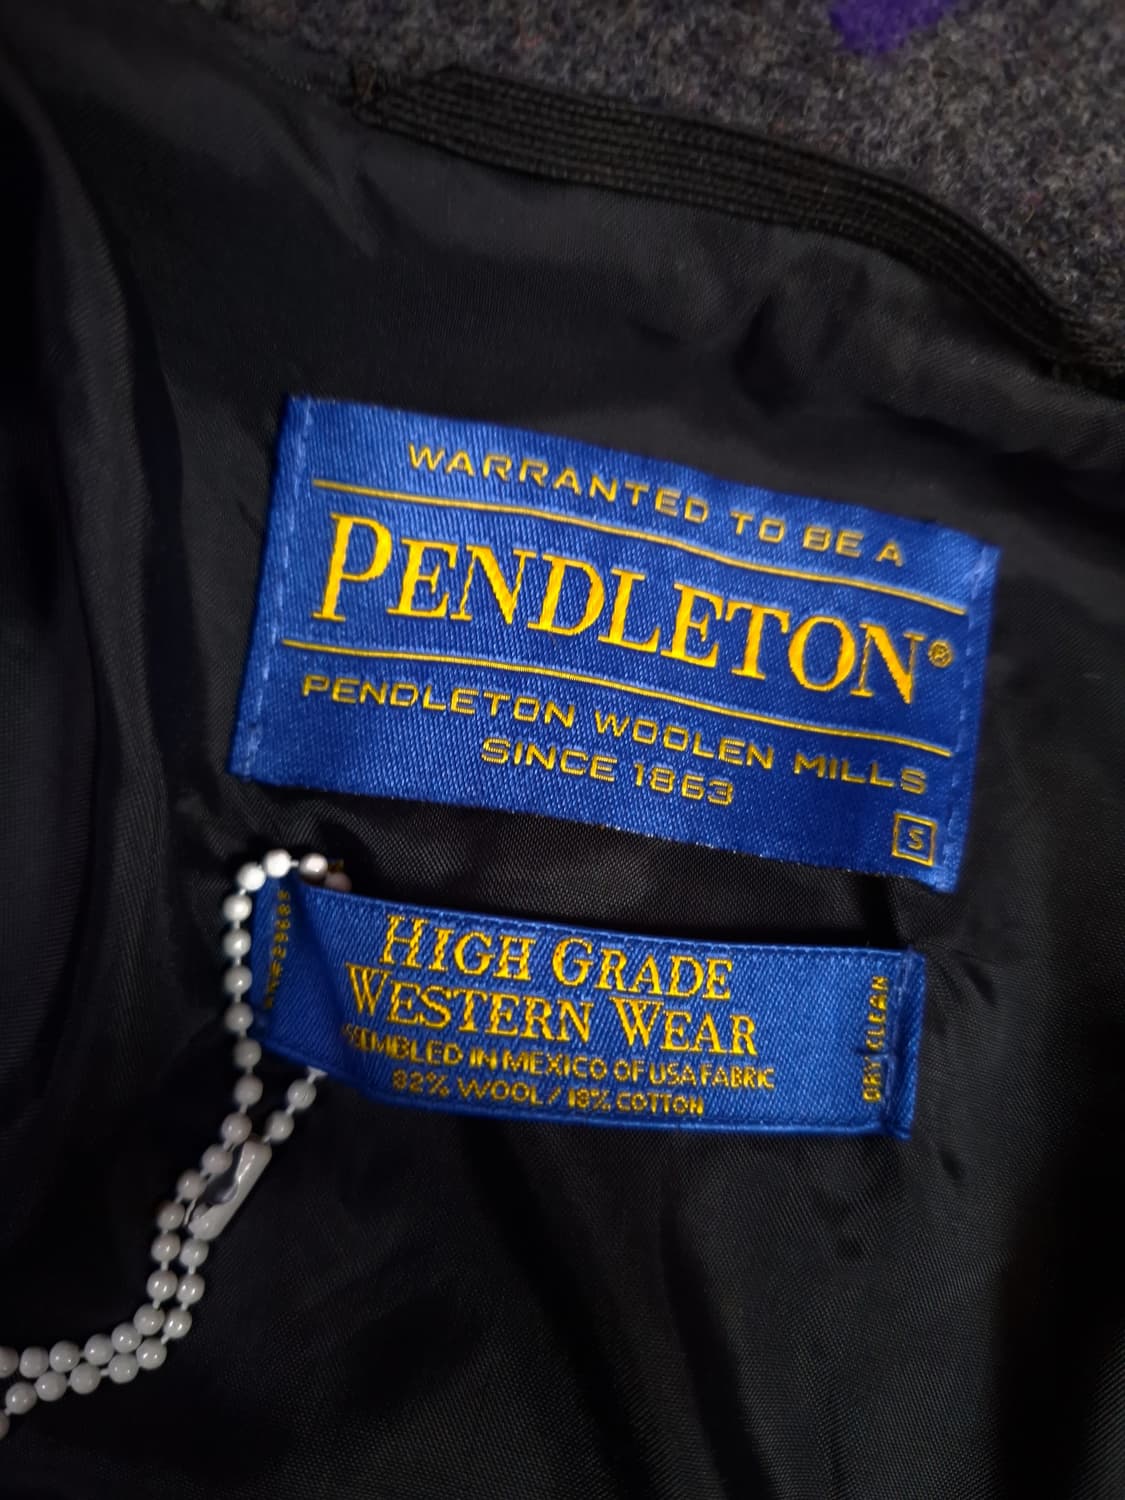 WARRANTED TO BE A
PENDLETON®
PENDLETON WOOLEN MILLS
SINCE 1863
S
HIGH GRADE
WESTERN WEAR
SEMBLED IN MEXICO OF USA FABRIC
82% WOOL / 18% COTTON
DRY CLEAN